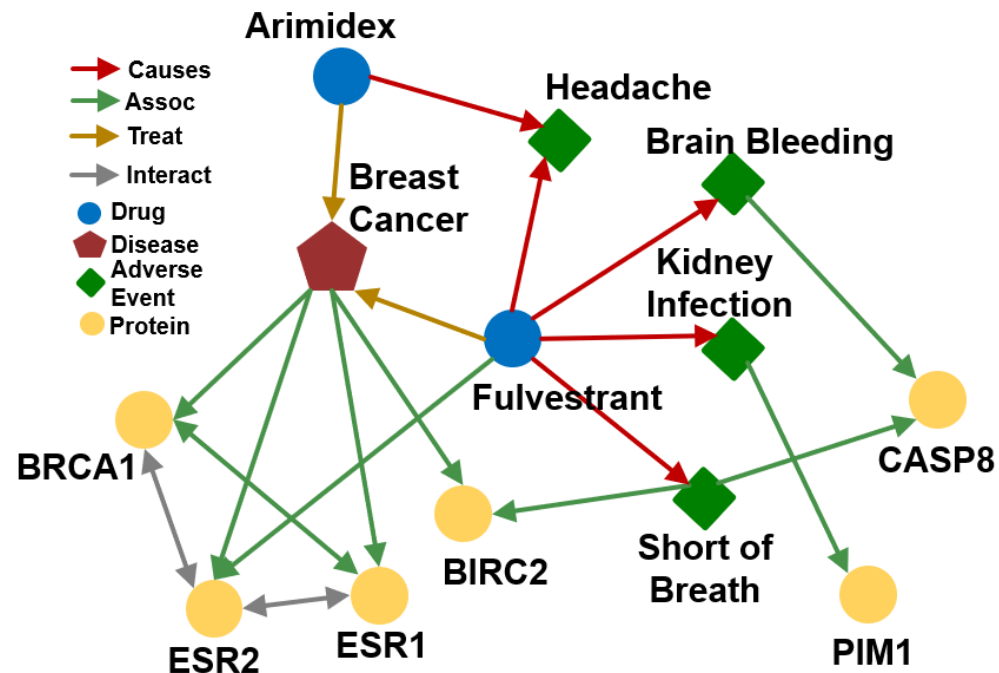 Arimidex
Causes
Assoc
Treat
Interact
Drug
Disease
Adverse
Event
Protein
Headache
Brain Bleeding
Breast
Cancer
Kidney
Infection
Fulvestrant
BRCA1
CASP8
BIRC2
Short of
Breath
ESR2
ESR1
PIM1